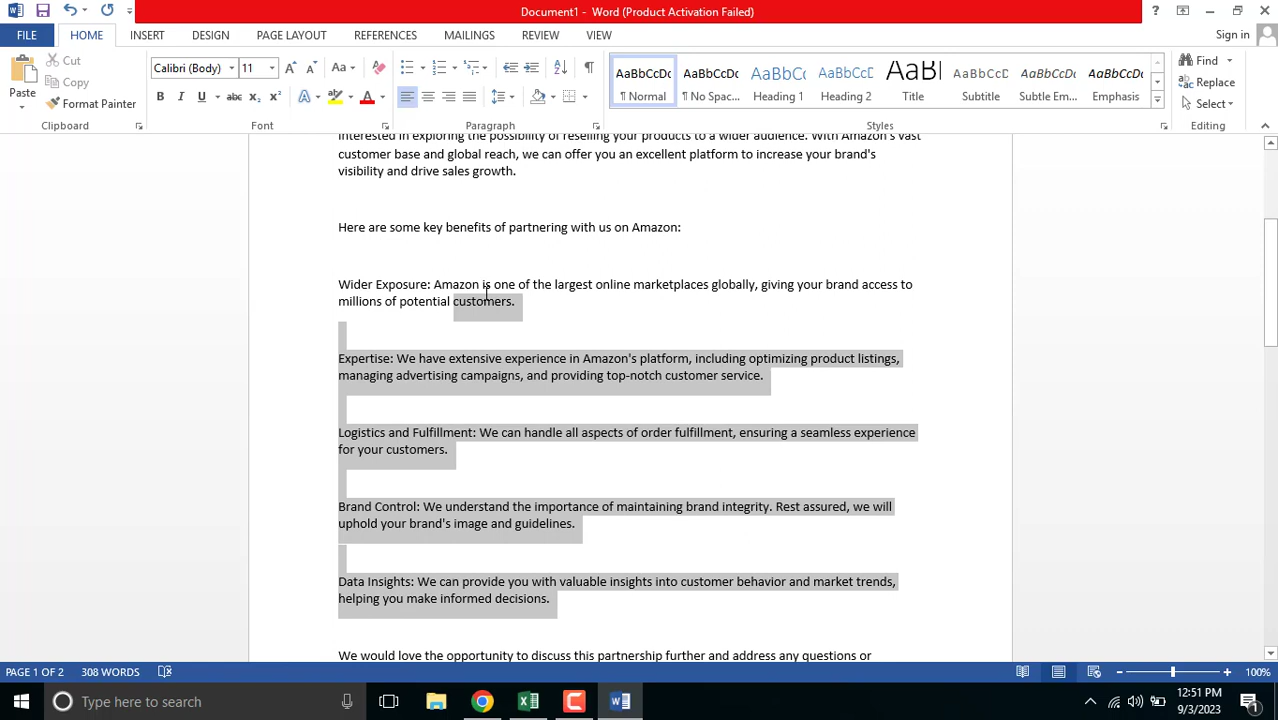 Document1 - Word (Product Activation Failed)
FILE HOME INSERT DESIGN PAGE LAYOUT REFERENCES MAILINGS REVIEW VIEW Sign in
Cut
Copy
Format Painter
Paste
Calibri (Body) 11
AaBbCcDc AaBbCcDc AaBbCc AaBbCcC AaBb AaBbCcD AaBbCcDc AaBbCcDc
¶ Normal ¶ No Spac... Heading 1 Heading 2 Title Subtitle Subtle Em... Emphasis
Find
Replace
Select
Clipboard Font Paragraph Styles Editing
interested in exploring the possibility of reselling your products to a wider audience. With Amazon's vast
customer base and global reach, we can offer you an excellent platform to increase your brand's
visibility and drive sales growth.
Here are some key benefits of partnering with us on Amazon:
Wider Exposure: Amazon is one of the largest online marketplaces globally, giving your brand access to
millions of potential customers.
Expertise: We have extensive experience in Amazon's platform, including optimizing product listings,
managing advertising campaigns, and providing top-notch customer service.
Logistics and Fulfillment: We can handle all aspects of order fulfillment, ensuring a seamless experience
for your customers.
Brand Control: We understand the importance of maintaining brand integrity. Rest assured, we will
uphold your brand's image and guidelines.
Data Insights: We can provide you with valuable insights into customer behavior and market trends,
helping you make informed decisions.
We would love the opportunity to discuss this partnership further and address any questions or
PAGE 1 OF 2 308 WORDS 100%
Type here to search
12:51 PM
9/3/2023